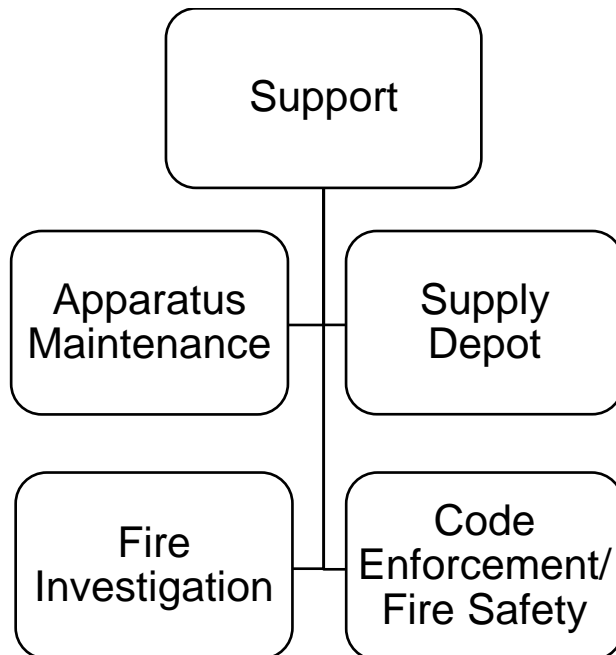 Support
Apparatus
Maintenance
Supply
Depot
Fire
Investigation
Code
Enforcement/
Fire Safety